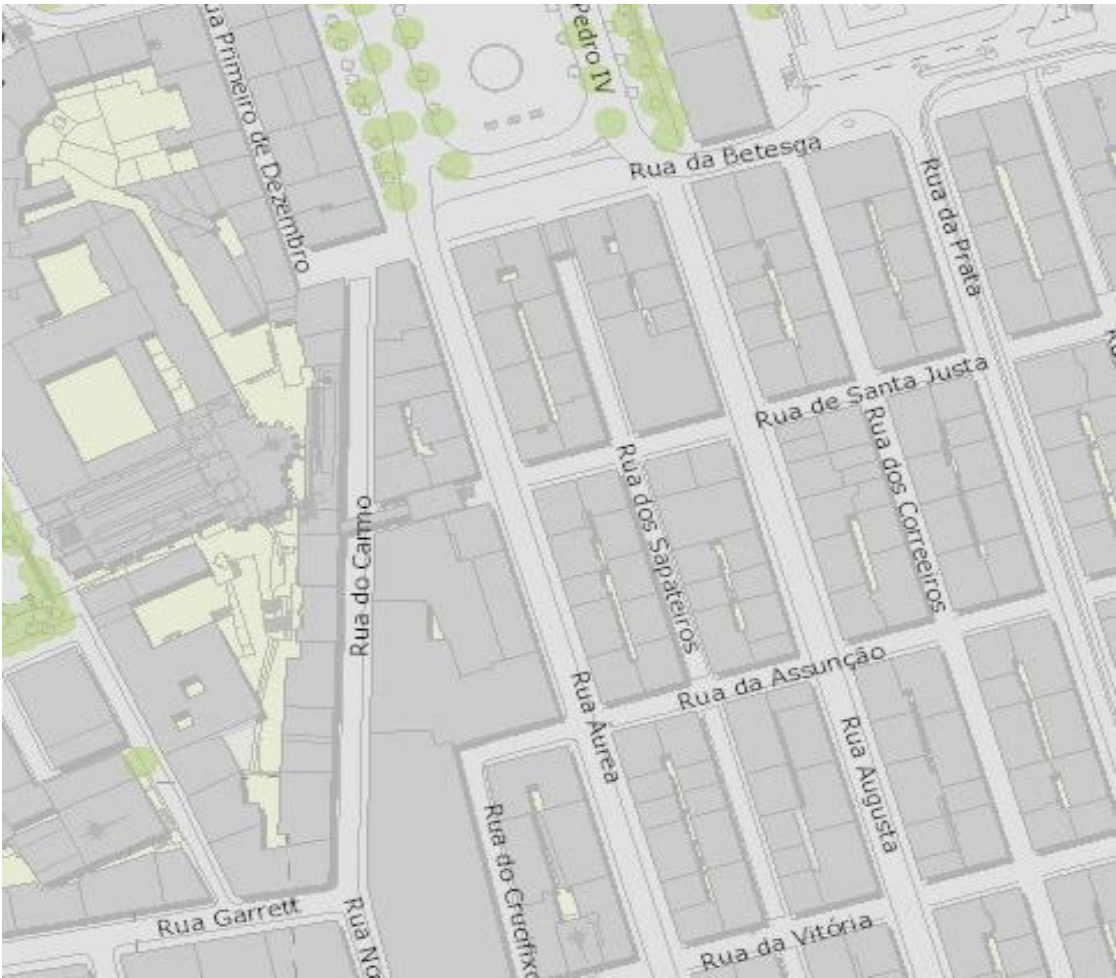 ua Primeiro de Dezembro
Pedro IV
Rua da Betesga
Rua da Prata
Rua de Santa Justa
Rua do Carmo
Rua dos Sapateiros
Rua dos Correeiros
Rua da Assunção
Rua Áurea
Rua Augusta
Rua do Crucifixo
Rua Garrett
Rua No
Rua da Vitória